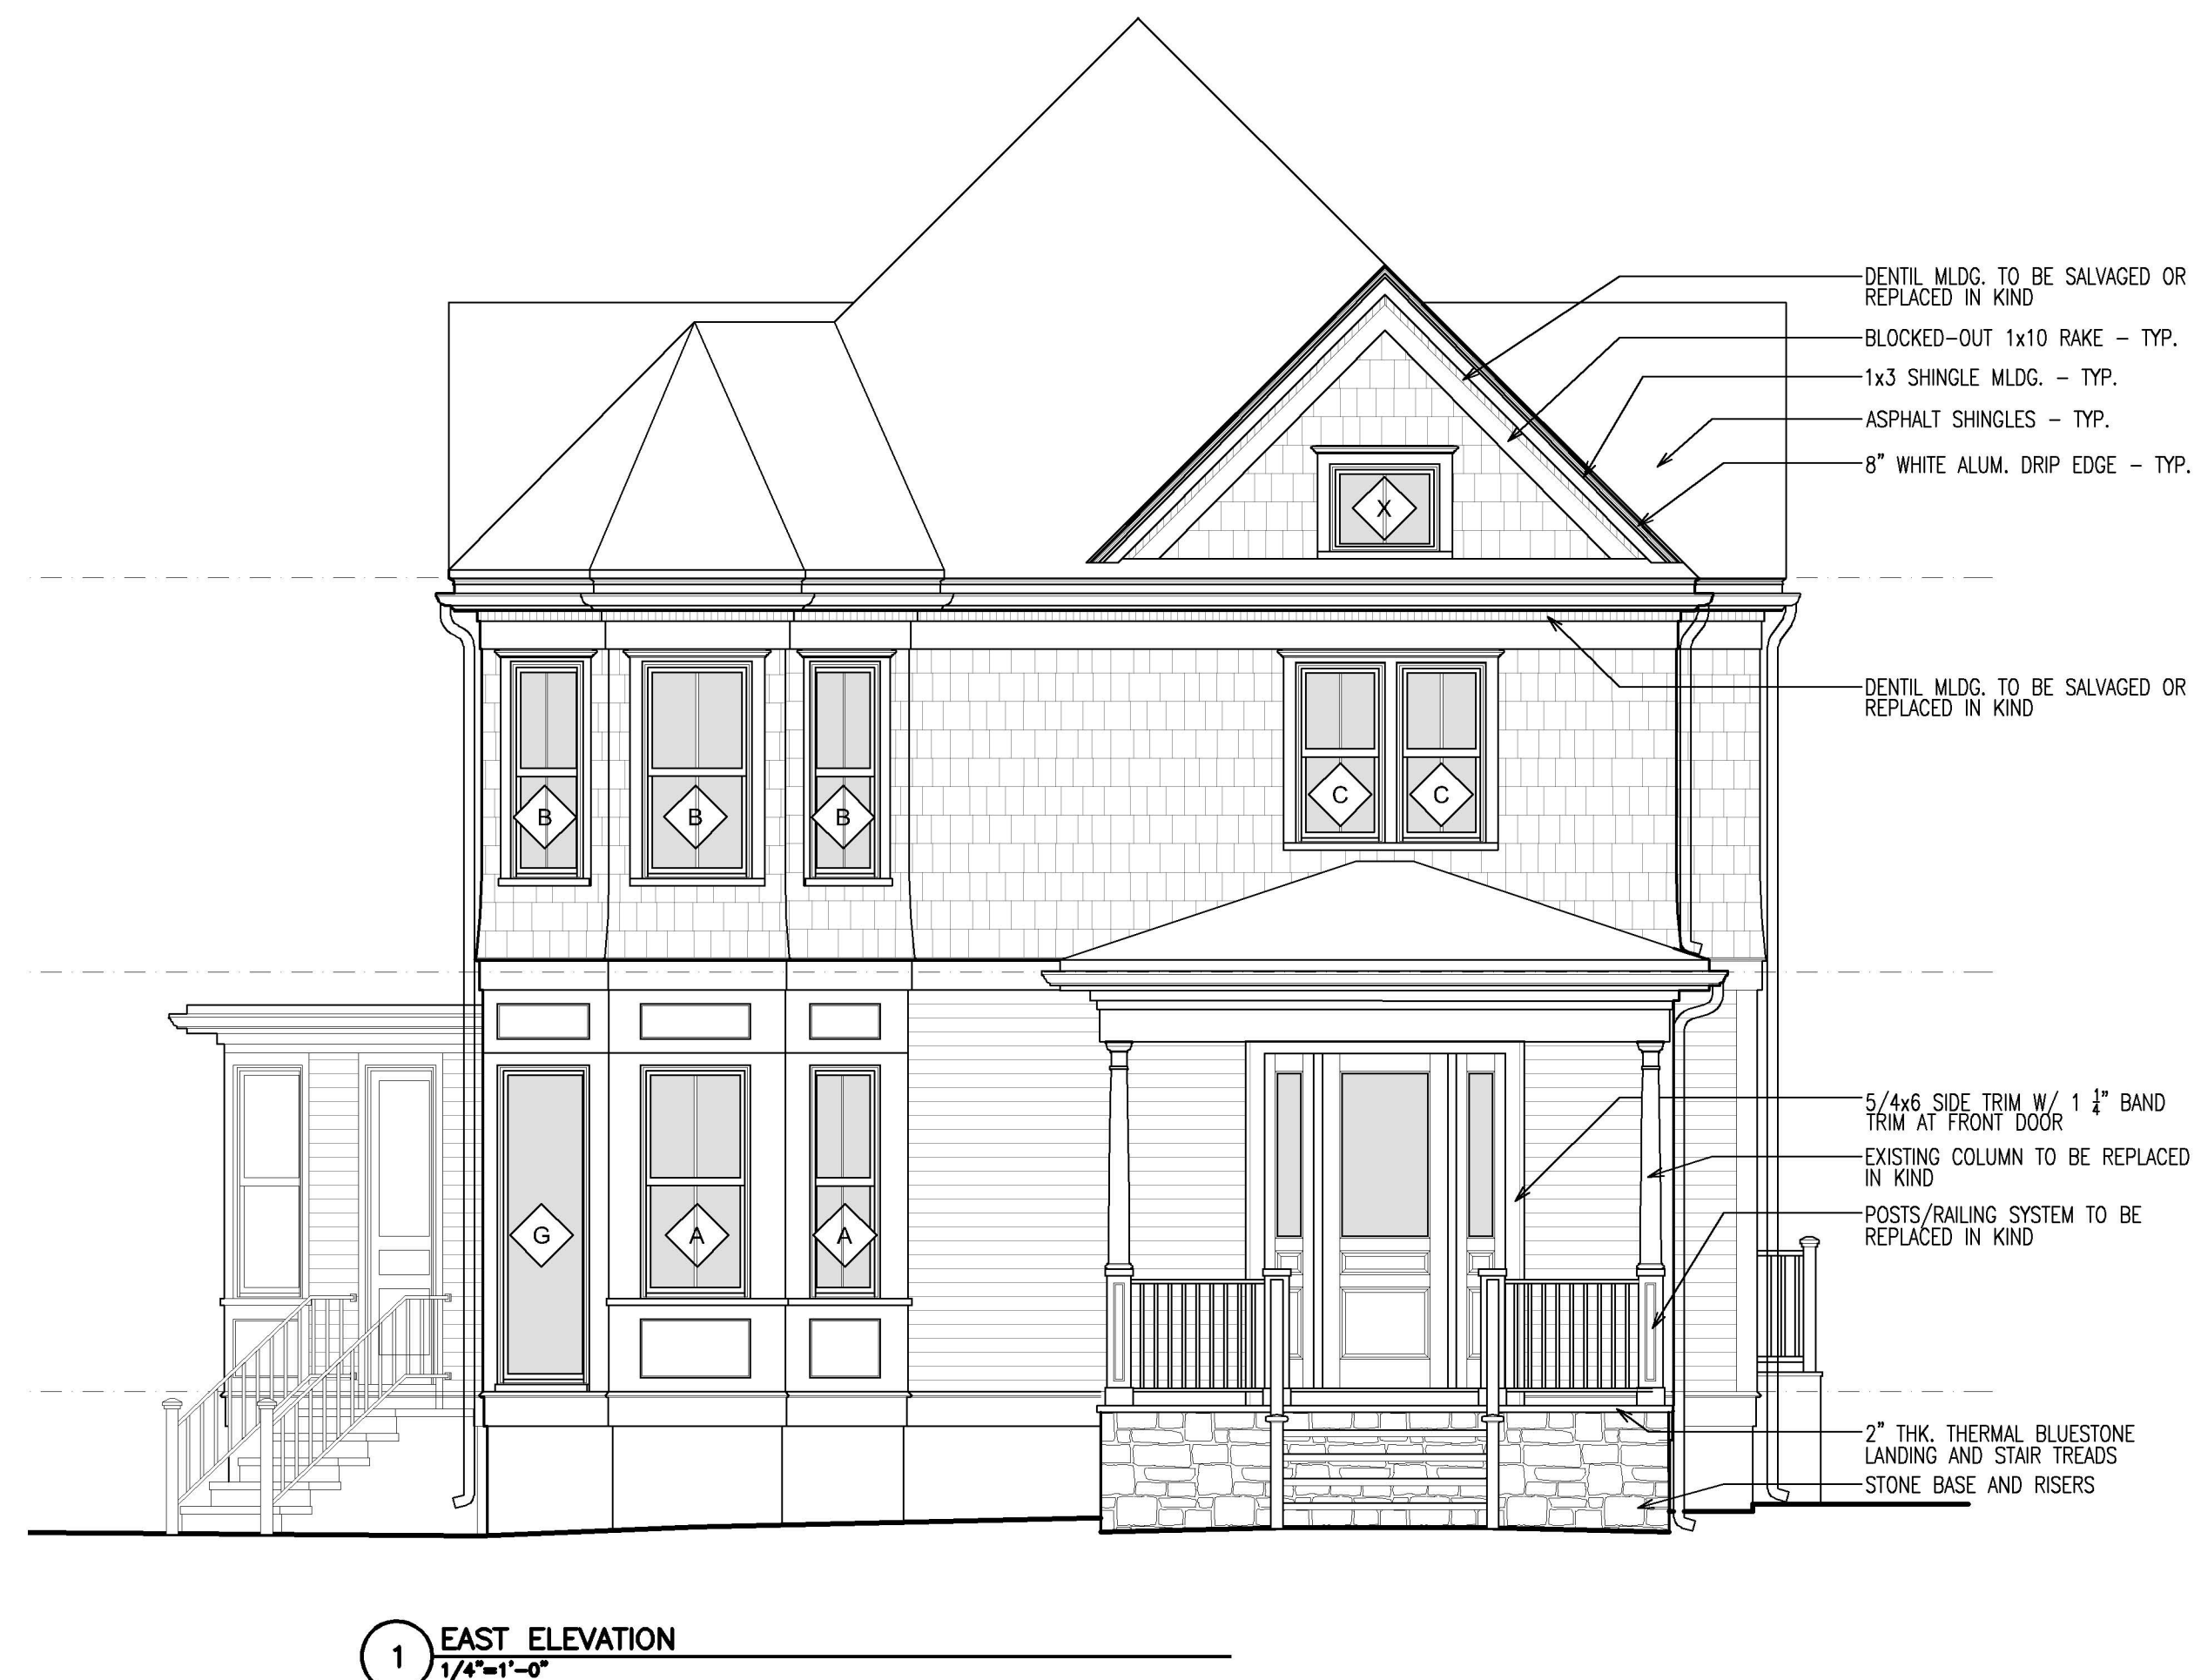 DENTIL MLDG. TO BE SALVAGED OR
REPLACED IN KIND
BLOCKED-OUT 1x10 RAKE – TYP.
1x3 SHINGLE MLDG. – TYP.
ASPHALT SHINGLES – TYP.
8" WHITE ALUM. DRIP EDGE – TYP.
X
DENTIL MLDG. TO BE SALVAGED OR
REPLACED IN KIND
B B B C C
5/4x6 SIDE TRIM W/ 1 1/4" BAND
TRIM AT FRONT DOOR
EXISTING COLUMN TO BE REPLACED
IN KIND
POSTS/RAILING SYSTEM TO BE
REPLACED IN KIND
G A A
2" THK. THERMAL BLUESTONE
LANDING AND STAIR TREADS
STONE BASE AND RISERS
1 EAST ELEVATION
1/4"=1'-0"